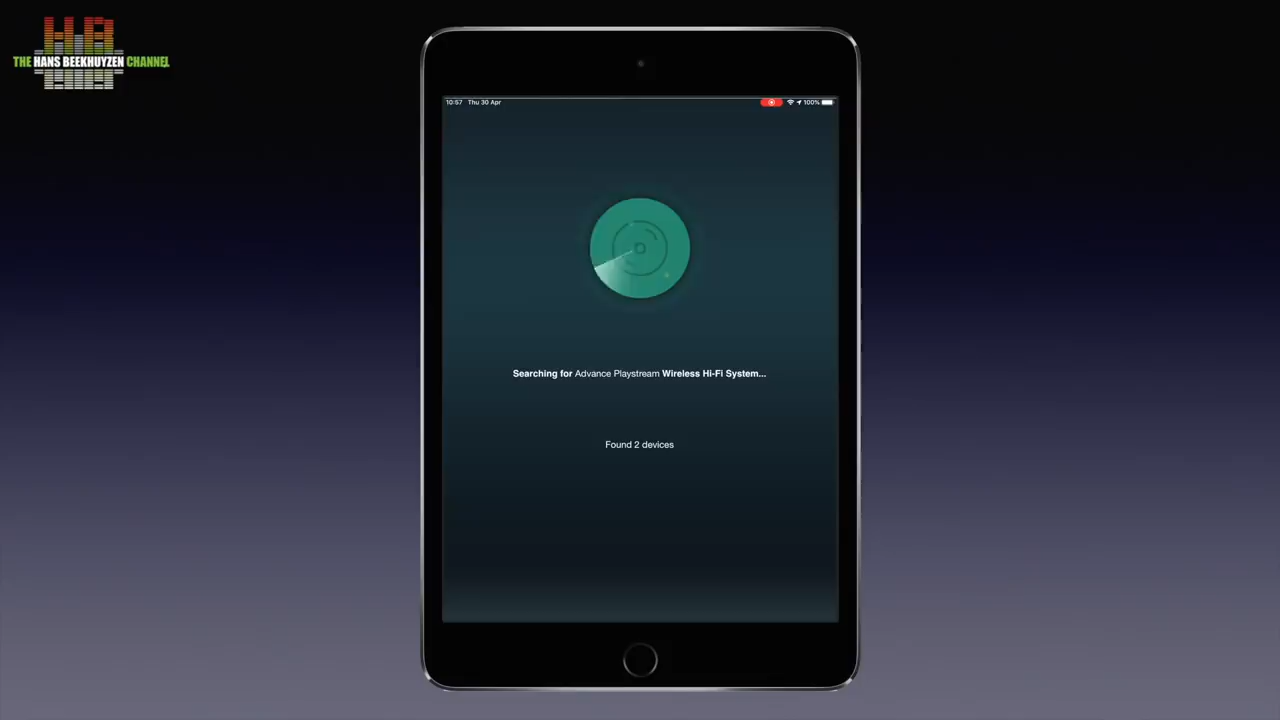 THE HANS BEEKHUYZEN CHANNEL
10:57 Thu 30 Apr
100%
Searching for Advance Playstream Wireless Hi-Fi System...
Found 2 devices